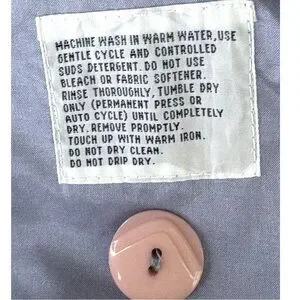 MACHINE WASH IN WARM WATER,USE
GENTLE CYCLE AND CONTROLLED
SUDS DETERGENT. DO NOT USE
BLEACH OR FABRIC SOFTENER.
RINSE THOROUGHLY, TUMBLE DRY
ONLY (PERMANENT PRESS OR
AUTO CYCLE) UNTIL COMPLETELY
DRY. REMOVE PROMPTLY.
TOUCH UP WITH WARM IRON.
DO NOT DRY CLEAN.
DO NOT DRIP DRY.